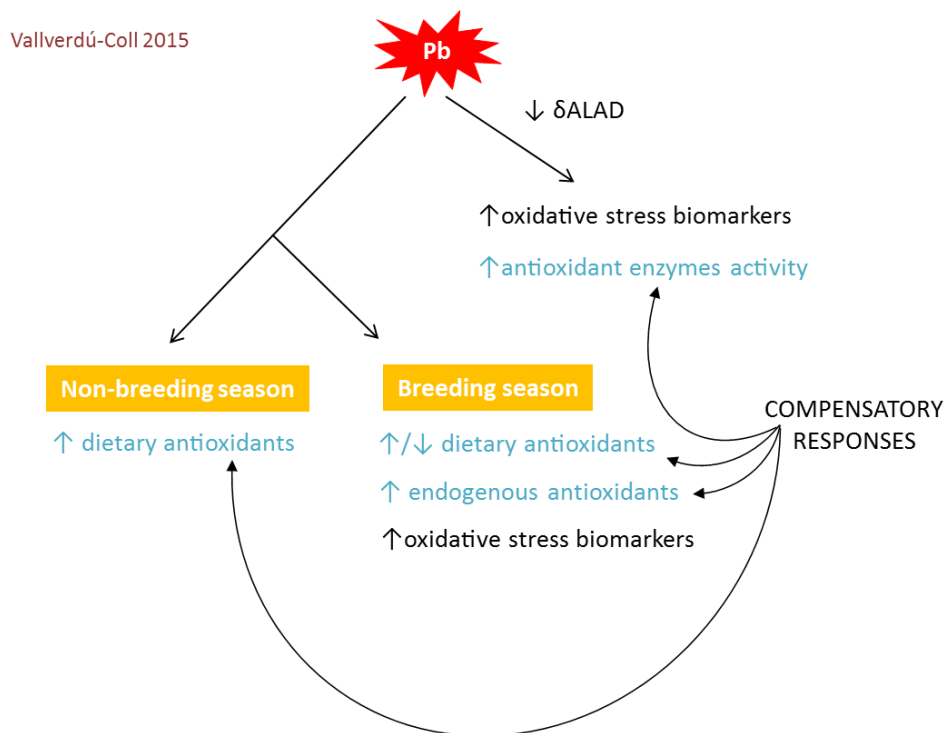 Vallverdú-Coll 2015
Pb
↓ δALAD
↑oxidative stress biomarkers
↑antioxidant enzymes activity
Non-breeding season
↑ dietary antioxidants
Breeding season
↑/↓ dietary antioxidants
↑ endogenous antioxidants
↑oxidative stress biomarkers
COMPENSATORY
RESPONSES